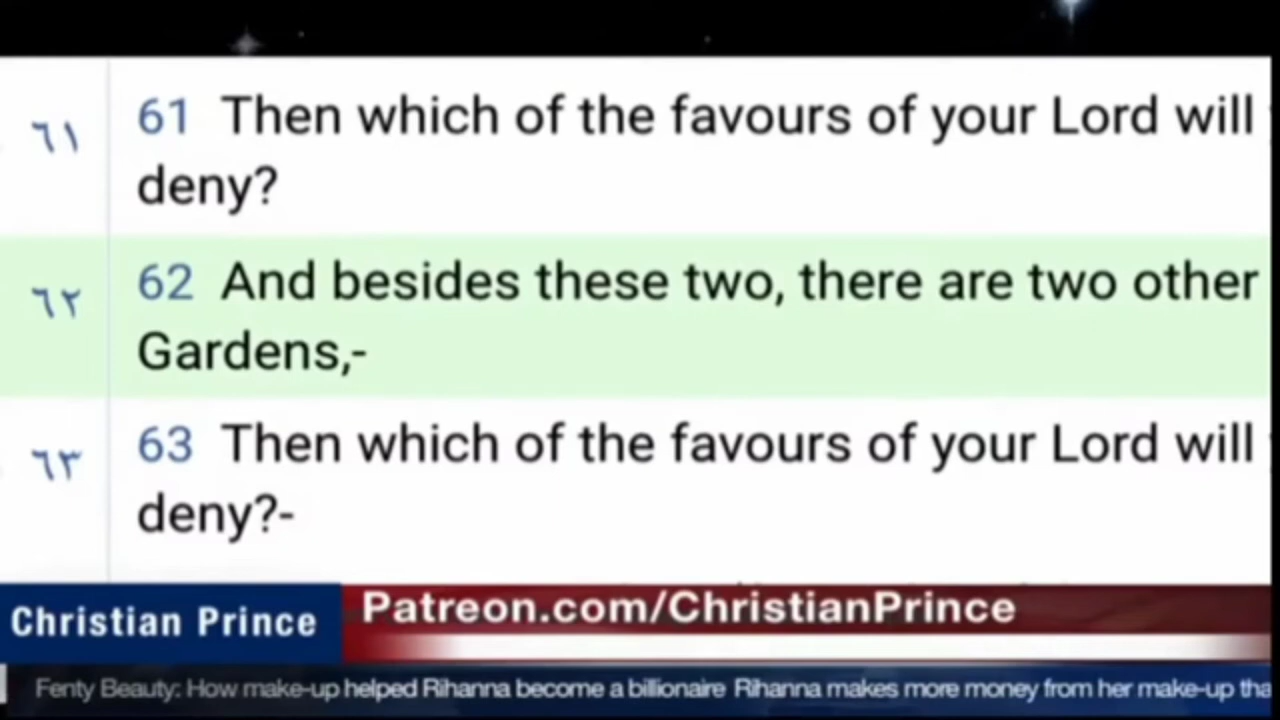 ٦١ 61 Then which of the favours of your Lord will
deny?
٦٢ 62 And besides these two, there are two other
Gardens,-
٦٣ 63 Then which of the favours of your Lord will
deny?-
Christian Prince Patreon.com/ChristianPrince
Fenty Beauty: How make-up helped Rihanna become a billionaire Rihanna makes more money from her make-up tha